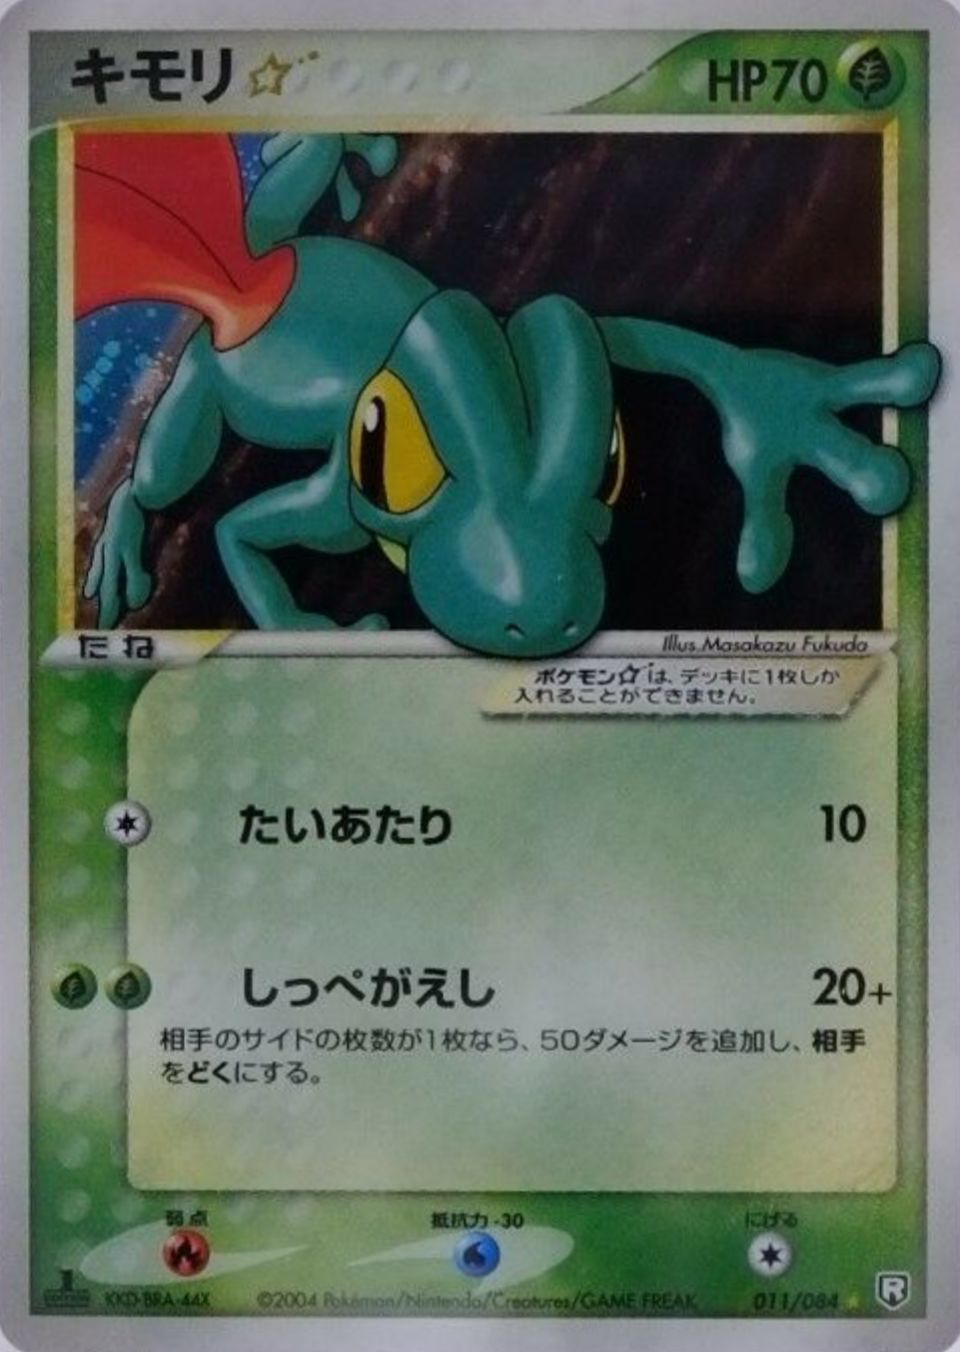 キモリ☆
HP70
たね
Illus.Masakazu Fukuda
ポケモン☆は、デッキに1枚しか
入れることができません。
たいあたり 10
しっぺがえし 20+
相手のサイドの枚数が1枚なら、50ダメージを追加し、相手
をどくにする。
弱点
抵抗力 -30
にげる
1
KKD-BRA-44X
©2004 Pokémon/Nintendo/Creatures/GAME FREAK
011/084
R